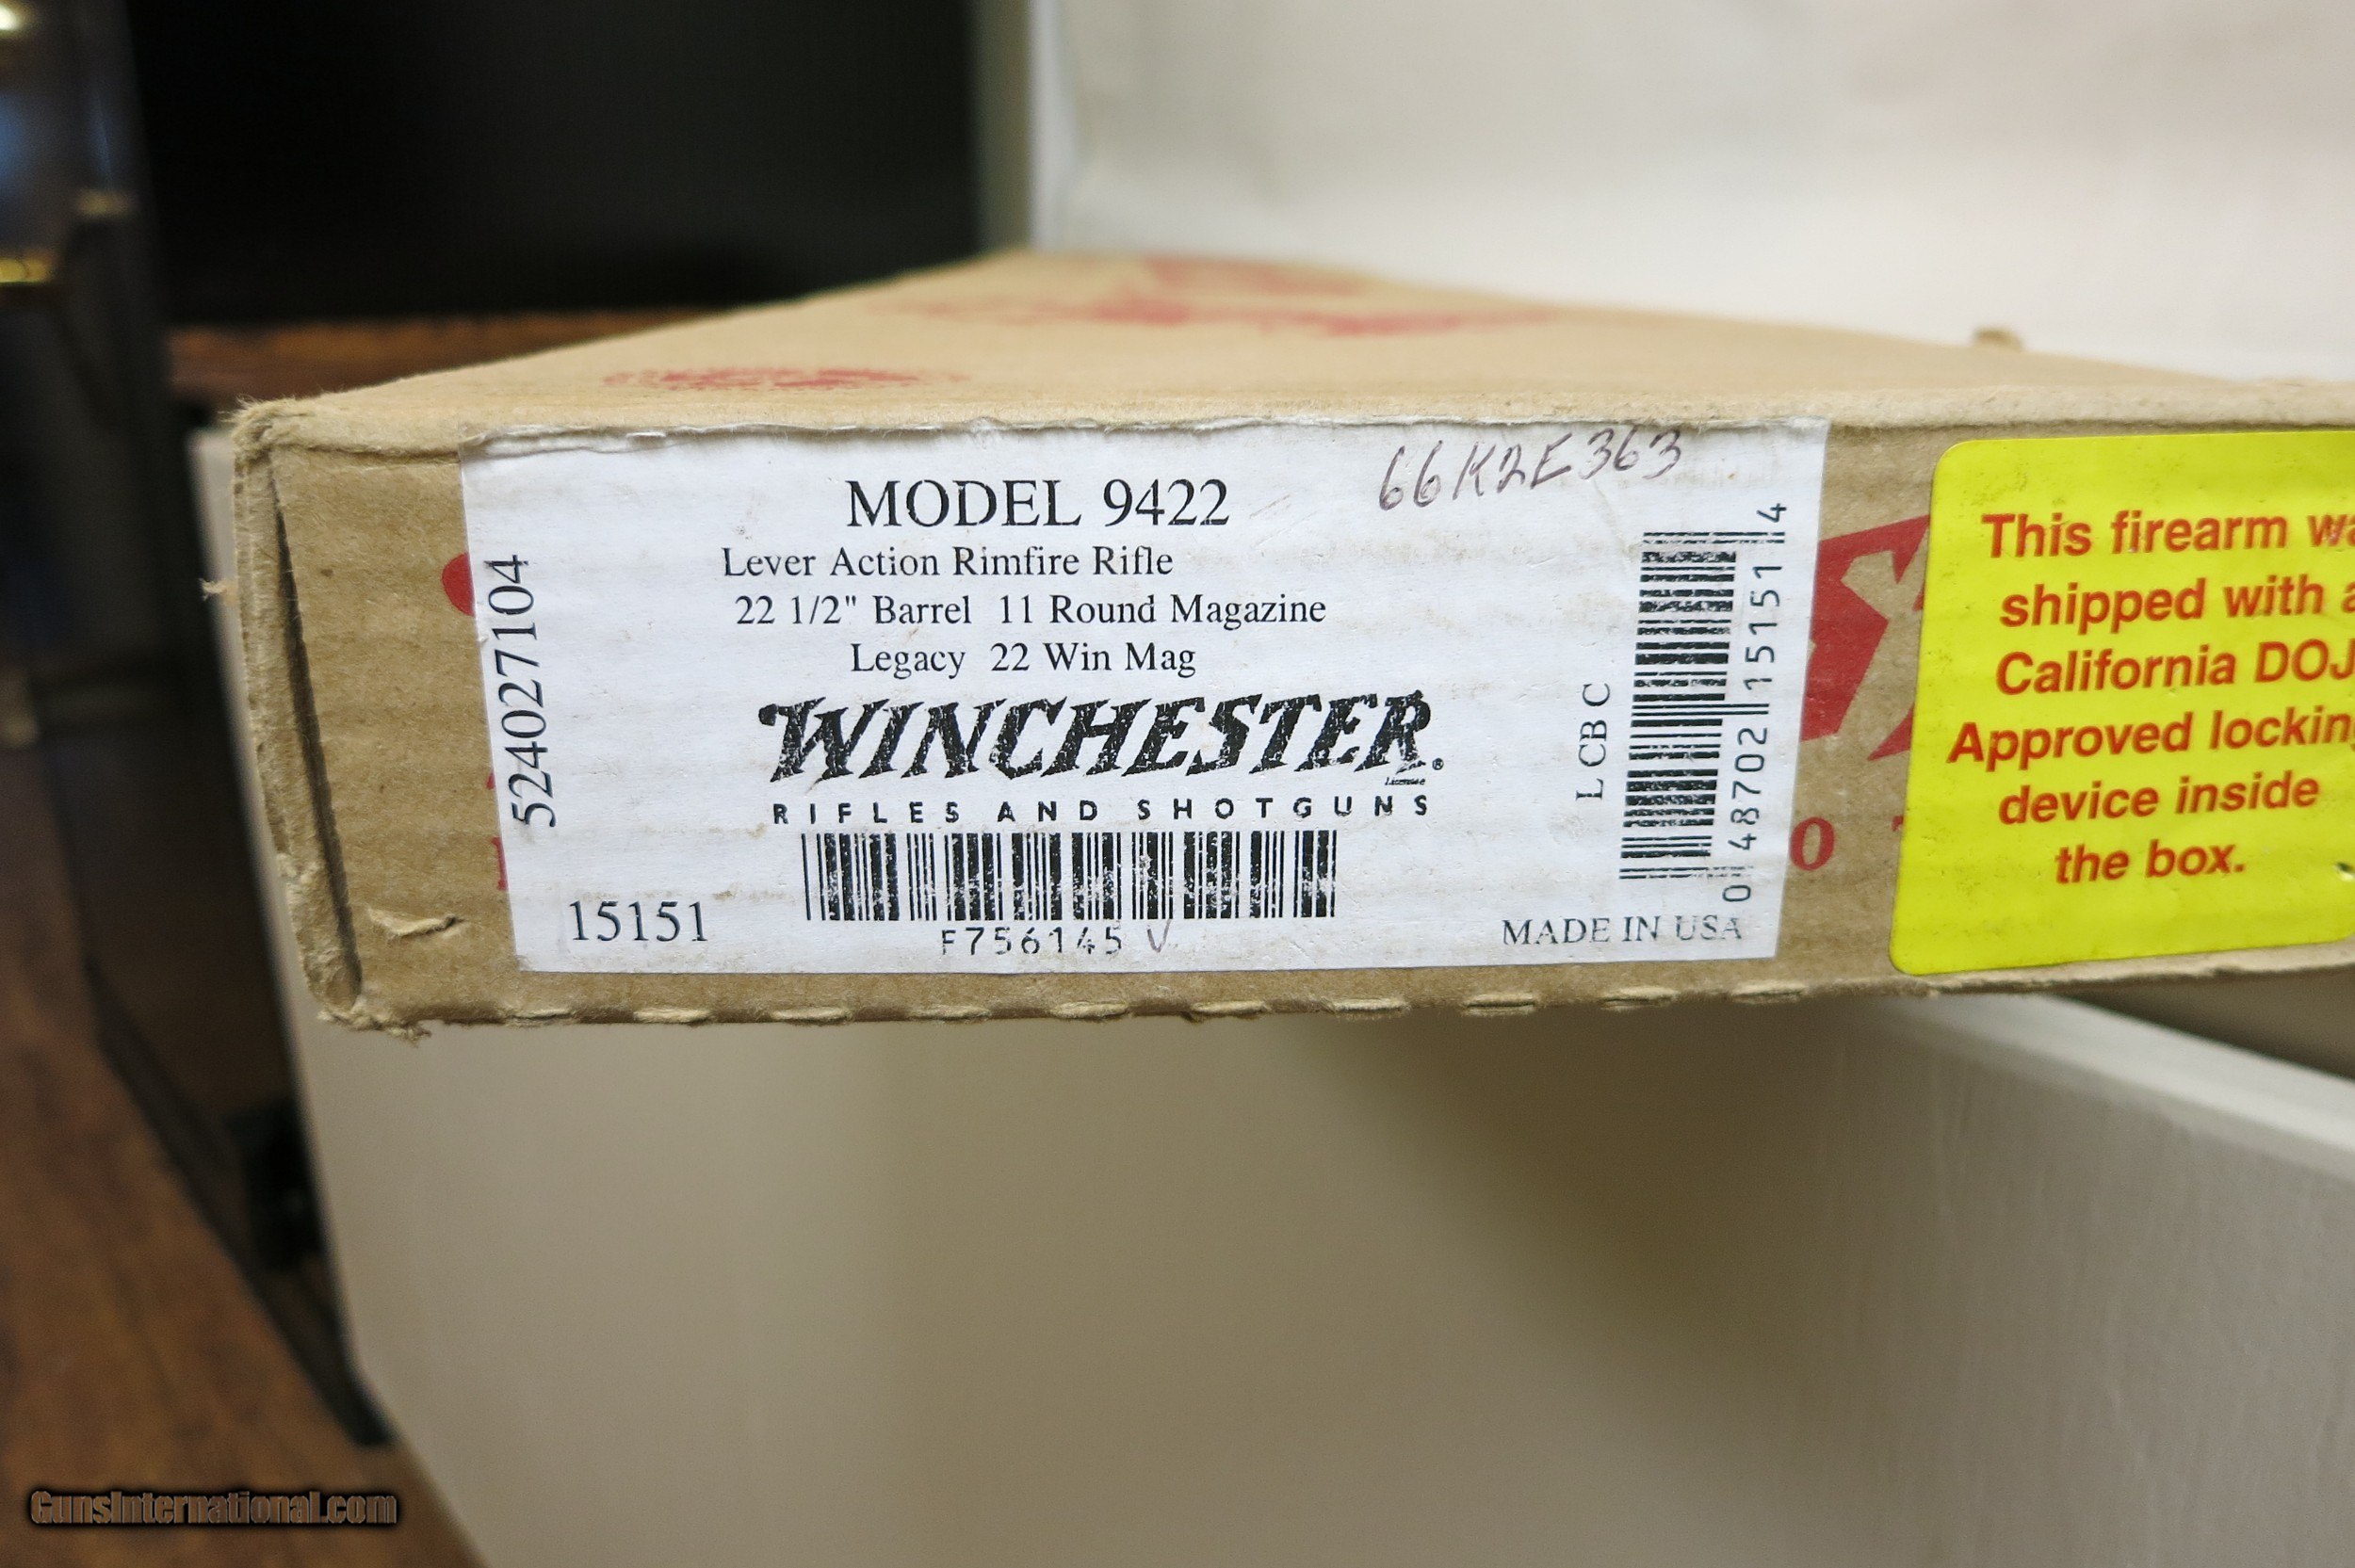 66K2E363
MODEL 9422
Lever Action Rimfire Rifle
22 1/2" Barrel 11 Round Magazine
Legacy 22 Win Mag
WINCHESTER®
RIFLES AND SHOTGUNS
F756145 V
15151
524027104
LCBC
0 48702 15151 4
MADE IN USA
This firearm wa
shipped with a
California DOJ
Approved locking
device inside
the box.
GunsInternational.com